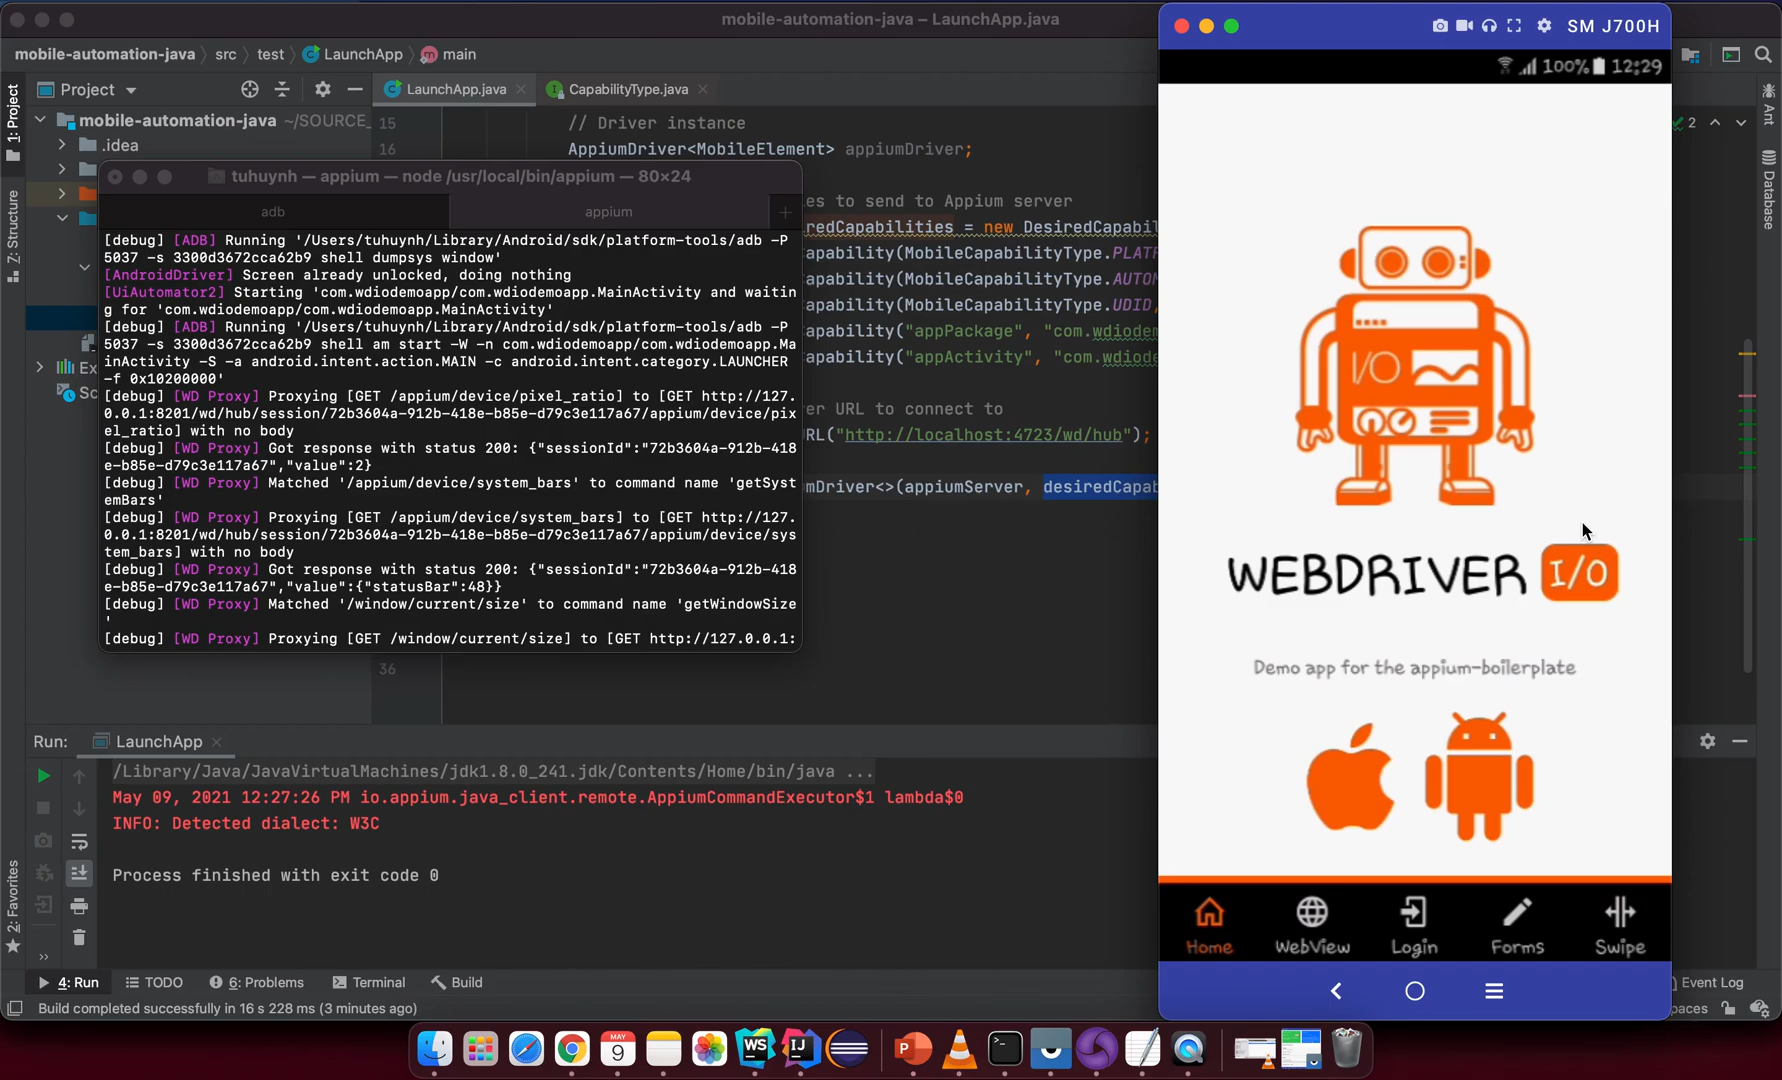 mobile-automation-java – LaunchApp.java
mobile-automation-java
src
test
LaunchApp
main
1: Project
Z: Structure
2: Favorites
Project
mobile-automation-java ~/SOURCE_
.idea
Ex
Sc
LaunchApp.java
CapabilityType.java
15
16
36
// Driver instance
AppiumDriver<MobileElement> appiumDriver;
es to send to Appium server
redCapabilities = new DesiredCapabil
apability(MobileCapabilityType.PLATF
apability(MobileCapabilityType.AUTOM
apability(MobileCapabilityType.UDID,
apability("appPackage", "com.wdiodem
apability("appActivity", "com.wdiode
er URL to connect to
RL("http://localhost:4723/wd/hub");
mDriver<>(appiumServer, desiredCapab
2
Ant
Database
tuhuynh — appium — node /usr/local/bin/appium — 80×24
adb
appium
[debug] [ADB] Running '/Users/tuhuynh/Library/Android/sdk/platform-tools/adb -P
5037 -s 3300d3672cca62b9 shell dumpsys window'
[AndroidDriver] Screen already unlocked, doing nothing
[UiAutomator2] Starting 'com.wdiodemoapp/com.wdiodemoapp.MainActivity and waitin
g for 'com.wdiodemoapp/com.wdiodemoapp.MainActivity'
[debug] [ADB] Running '/Users/tuhuynh/Library/Android/sdk/platform-tools/adb -P
5037 -s 3300d3672cca62b9 shell am start -W -n com.wdiodemoapp/com.wdiodemoapp.Ma
inActivity -S -a android.intent.action.MAIN -c android.intent.category.LAUNCHER
-f 0x10200000'
[debug] [WD Proxy] Proxying [GET /appium/device/pixel_ratio] to [GET http://127.
0.0.1:8201/wd/hub/session/72b3604a-912b-418e-b85e-d79c3e117a67/appium/device/pix
el_ratio] with no body
[debug] [WD Proxy] Got response with status 200: {"sessionId":"72b3604a-912b-418
e-b85e-d79c3e117a67","value":2}
[debug] [WD Proxy] Matched '/appium/device/system_bars' to command name 'getSyst
emBars'
[debug] [WD Proxy] Proxying [GET /appium/device/system_bars] to [GET http://127.
0.0.1:8201/wd/hub/session/72b3604a-912b-418e-b85e-d79c3e117a67/appium/device/sys
tem_bars] with no body
[debug] [WD Proxy] Got response with status 200: {"sessionId":"72b3604a-912b-418
e-b85e-d79c3e117a67","value":{"statusBar":48}}
[debug] [WD Proxy] Matched '/window/current/size' to command name 'getWindowSize
'
[debug] [WD Proxy] Proxying [GET /window/current/size] to [GET http://127.0.0.1:
SM J700H
100% 12:29
I/O
WEBDRIVER I/O
Demo app for the appium-boilerplate
Home
WebView
Login
Forms
Swipe
Run:
LaunchApp
/Library/Java/JavaVirtualMachines/jdk1.8.0_241.jdk/Contents/Home/bin/java ...
May 09, 2021 12:27:26 PM io.appium.java_client.remote.AppiumCommandExecutor$1 lambda$0
INFO: Detected dialect: W3C
Process finished with exit code 0
4: Run
TODO
6: Problems
Terminal
Build
Event Log
Build completed successfully in 16 s 228 ms (3 minutes ago)
paces
MAY
9
WS
IJ
P